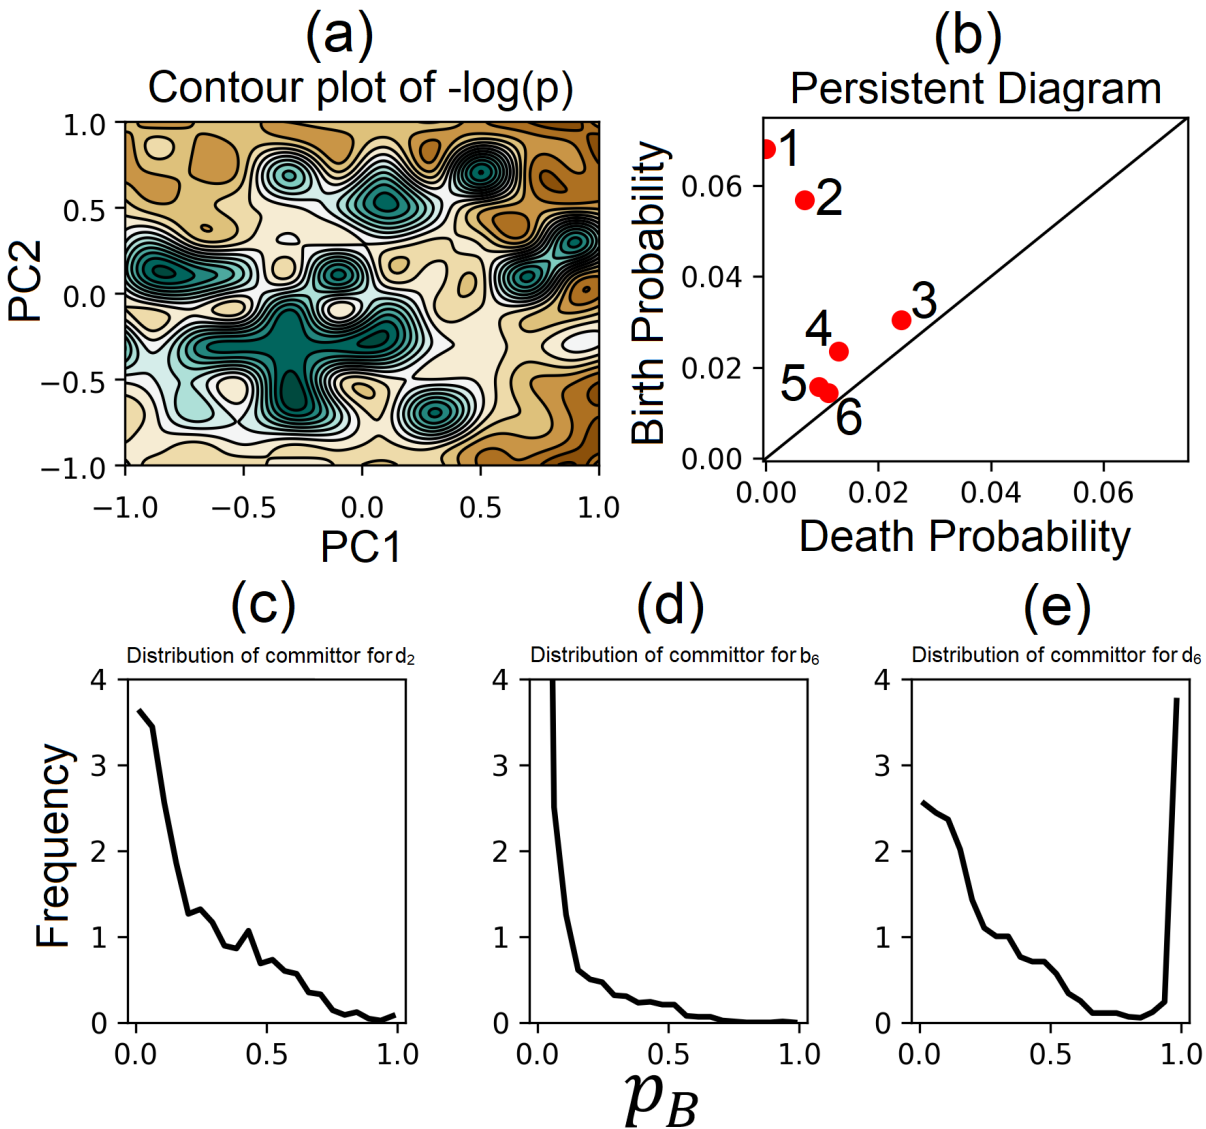 (a)
Contour plot of -log(p)
PC2
1.0
0.5
0.0
−0.5
−1.0
−1.0 −0.5 0.0 0.5 1.0
PC1
(b)
Persistent Diagram
Birth Probability
0.06
0.04
0.02
0.00
1
2
3
4
5
6
0.00 0.02 0.04 0.06
Death Probability
(c)
Distribution of committor for d₂
Frequency
4
3
2
1
0
0.0 0.5 1.0
(d)
Distribution of committor for b₆
4
3
2
1
0
0.0 0.5 1.0
p_B
(e)
Distribution of committor for d₆
4
3
2
1
0
0.0 0.5 1.0